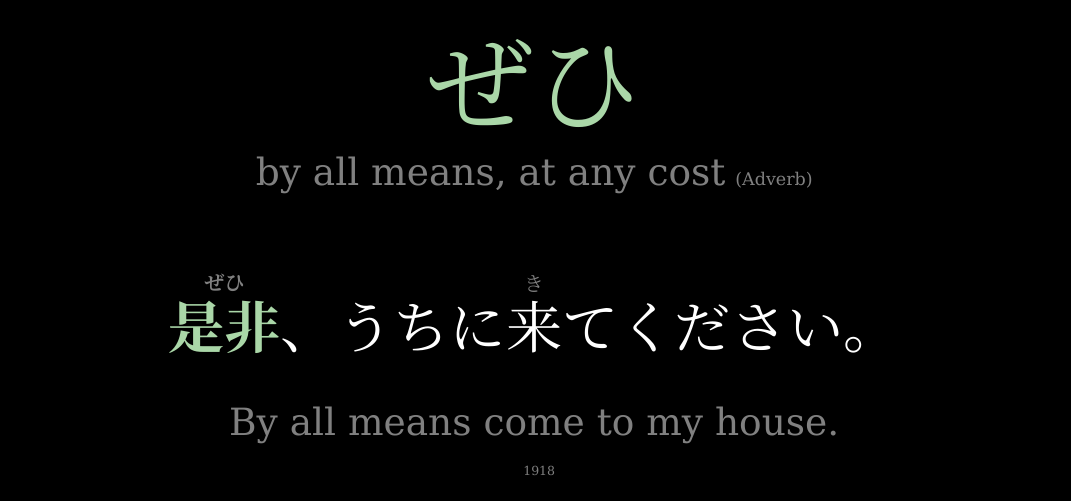 ぜひ
by all means, at any cost (Adverb)
ぜひ き
是非、うちに来てください。
By all means come to my house.
1918